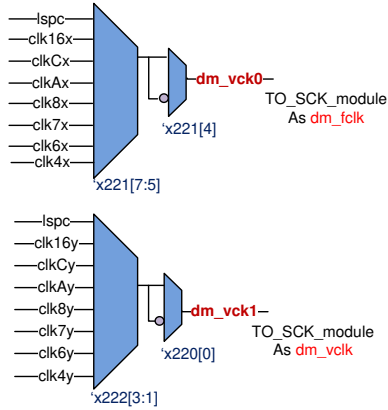 lspc
clk16x
clkCx
clkAx
clk8x
clk7x
clk6x
clk4x
dm_vck0
TO_SCK_module
As dm_fclk
‘x221[4]
‘x221[7:5]
lspc
clk16y
clkCy
clkAy
clk8y
clk7y
clk6y
clk4y
dm_vck1
TO_SCK_module
As dm_vclk
‘x220[0]
‘x222[3:1]